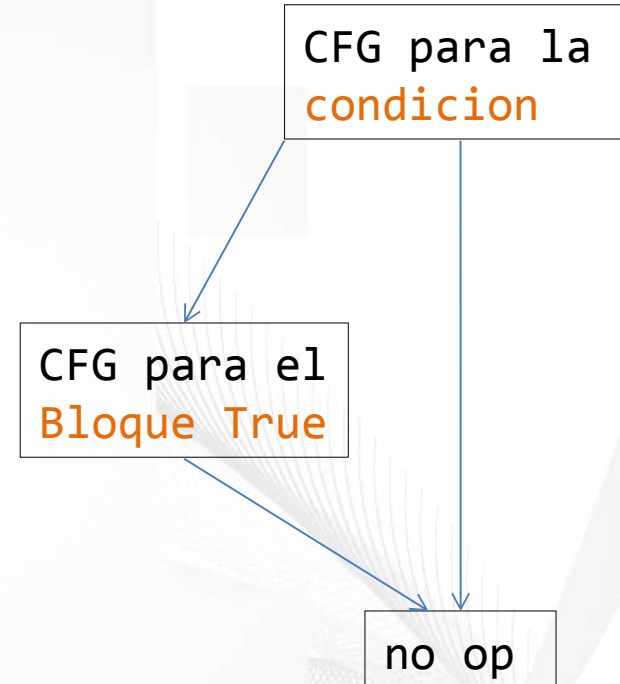 CFG para la
condicion
CFG para el
Bloque True
no op